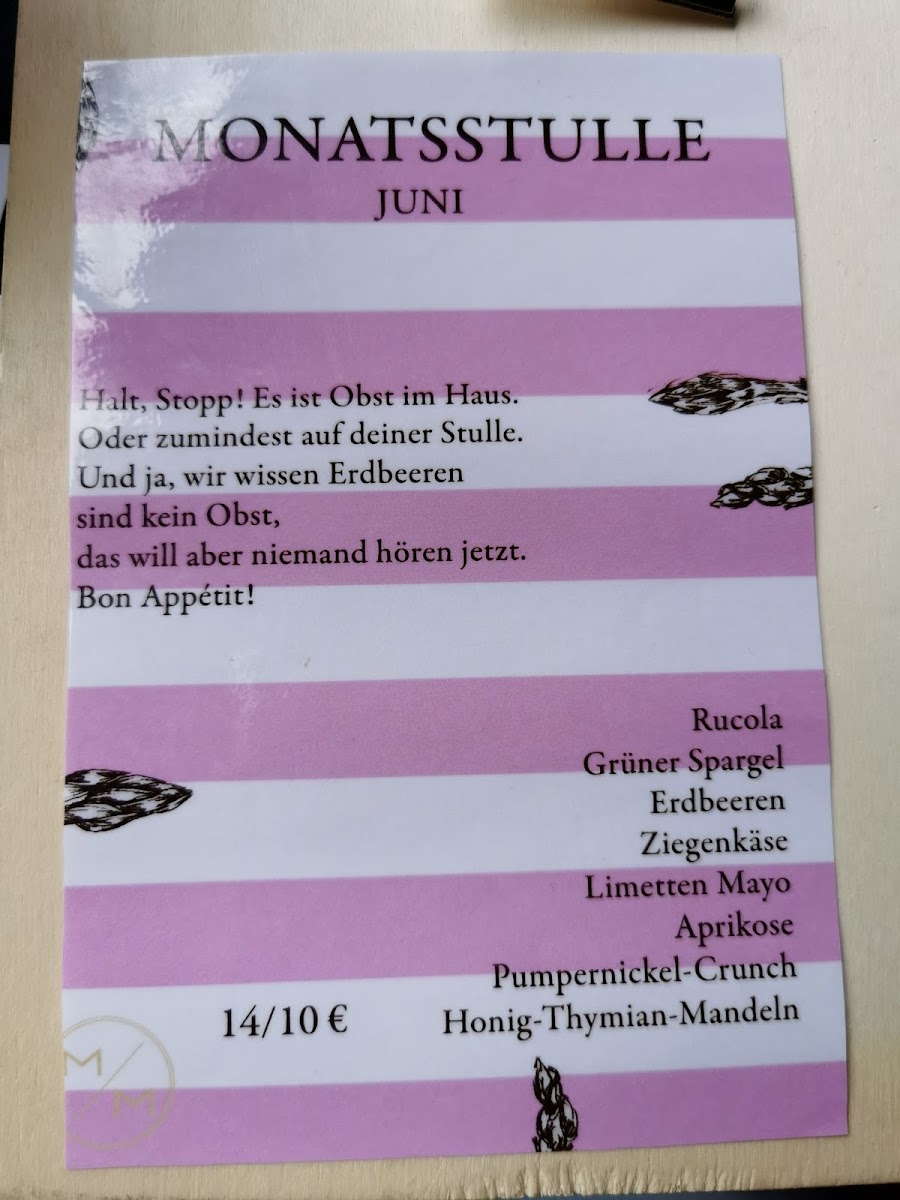 MONATSSTULLE
JUNI
Halt, Stopp! Es ist Obst im Haus.
Oder zumindest auf deiner Stulle.
Und ja, wir wissen Erdbeeren
sind kein Obst,
das will aber niemand hören jetzt.
Bon Appétit!
Rucola
Grüner Spargel
Erdbeeren
Ziegenkäse
Limetten Mayo
Aprikose
Pumpernickel-Crunch
Honig-Thymian-Mandeln
14/10 €
M/M